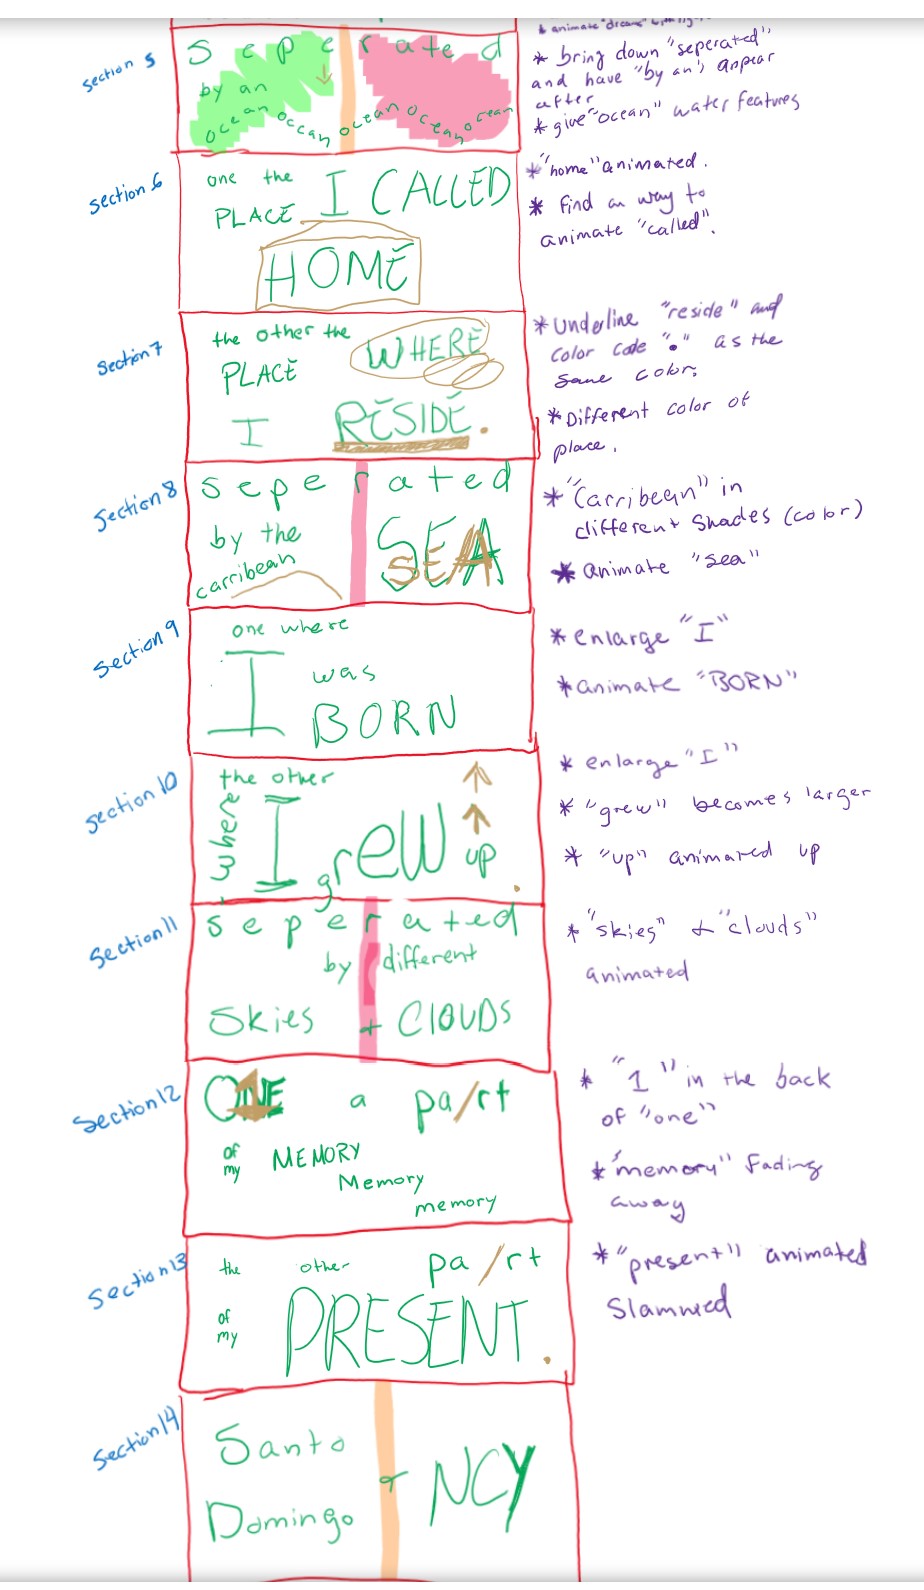 * animate "dreams"
section 5
seperated
by an
ocean occan ocean ocean ocean
* bring down "seperated"
and have "by an" appear
after
* give "ocean" water features
section 6
one the
PLACE I CALLED
HOME
* "home" animated.
* find an way to
animate "called".
Section 7
the other the
PLACE WHERE
I RESIDE.
* Underline "reside" and
color code "." as the
same color.
* Different color of
place.
Section 8
seperated
by the
carribean SEA
* "Carribean" in
different shades (color)
* animate "sea"
Section 9
one where
I was
BORN
* enlarge "I"
* animate "BORN"
Section 10
the other
where I grew up.
* enlarge "I"
* "grew" becomes larger
* "up" animared up
Section 11
seperated
by different
Skies + CLOUDS
* "skies" & "clouds"
animated
Section 12
ONE a pa/rt
of
my MEMORY
Memory
memory
* "1" in the back
of "one"
* "memory" Fading
away
Section 13
the other pa/rt
of
my PRESENT.
* "present" animated
Slammed
Section 14
Santo
Domingo + NCY